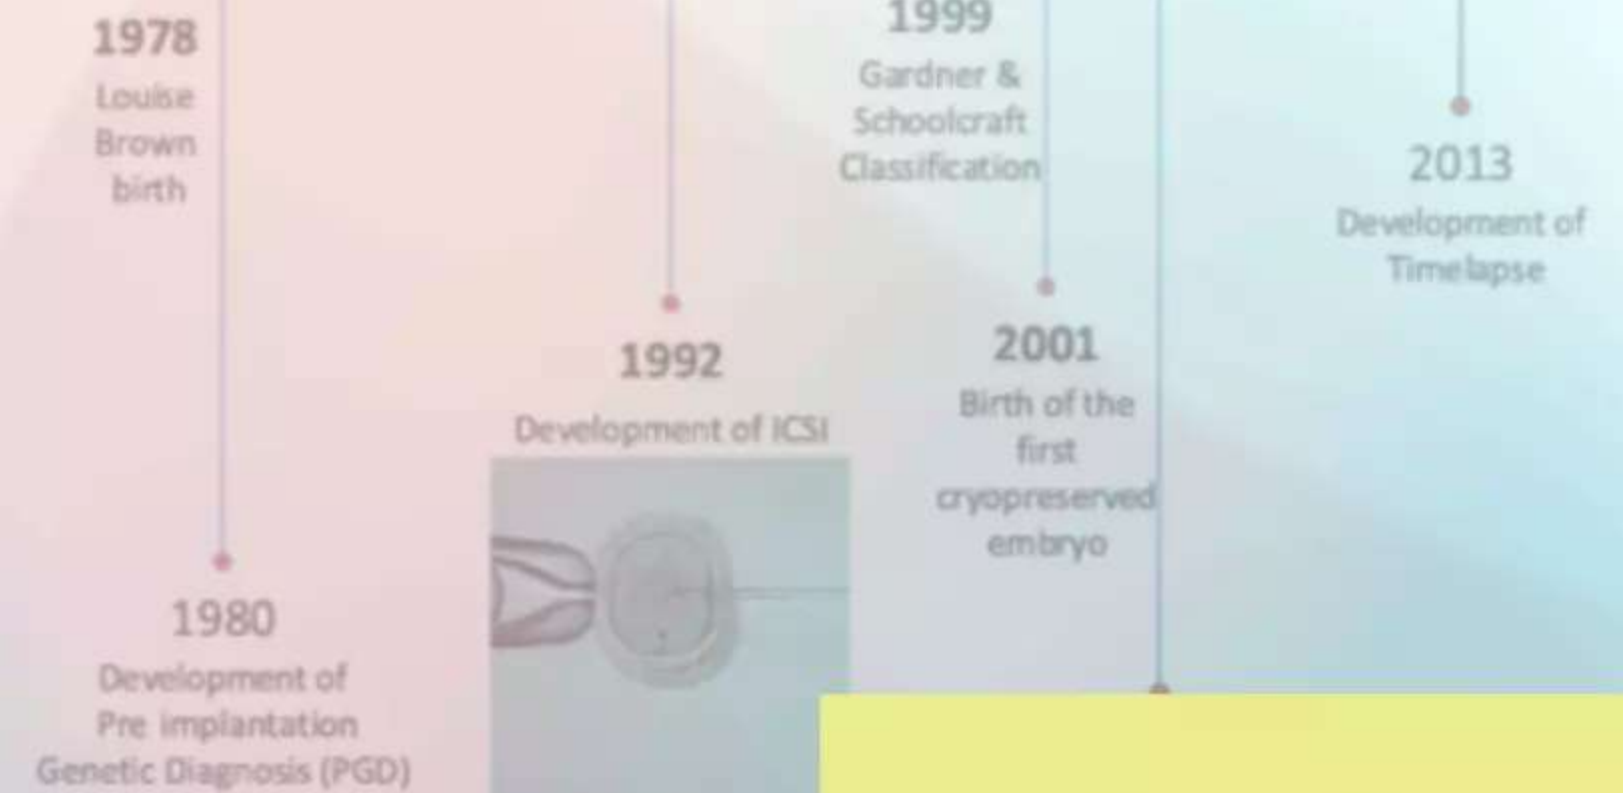 1978
Louise
Brown
birth
1980
Development of
Pre implantation
Genetic Diagnosis (PGD)
1992
Development of ICSI
1999
Gardner &
Schoolcraft
Classification
2001
Birth of the
first
cryopreserved
embryo
2013
Development of
Timelapse